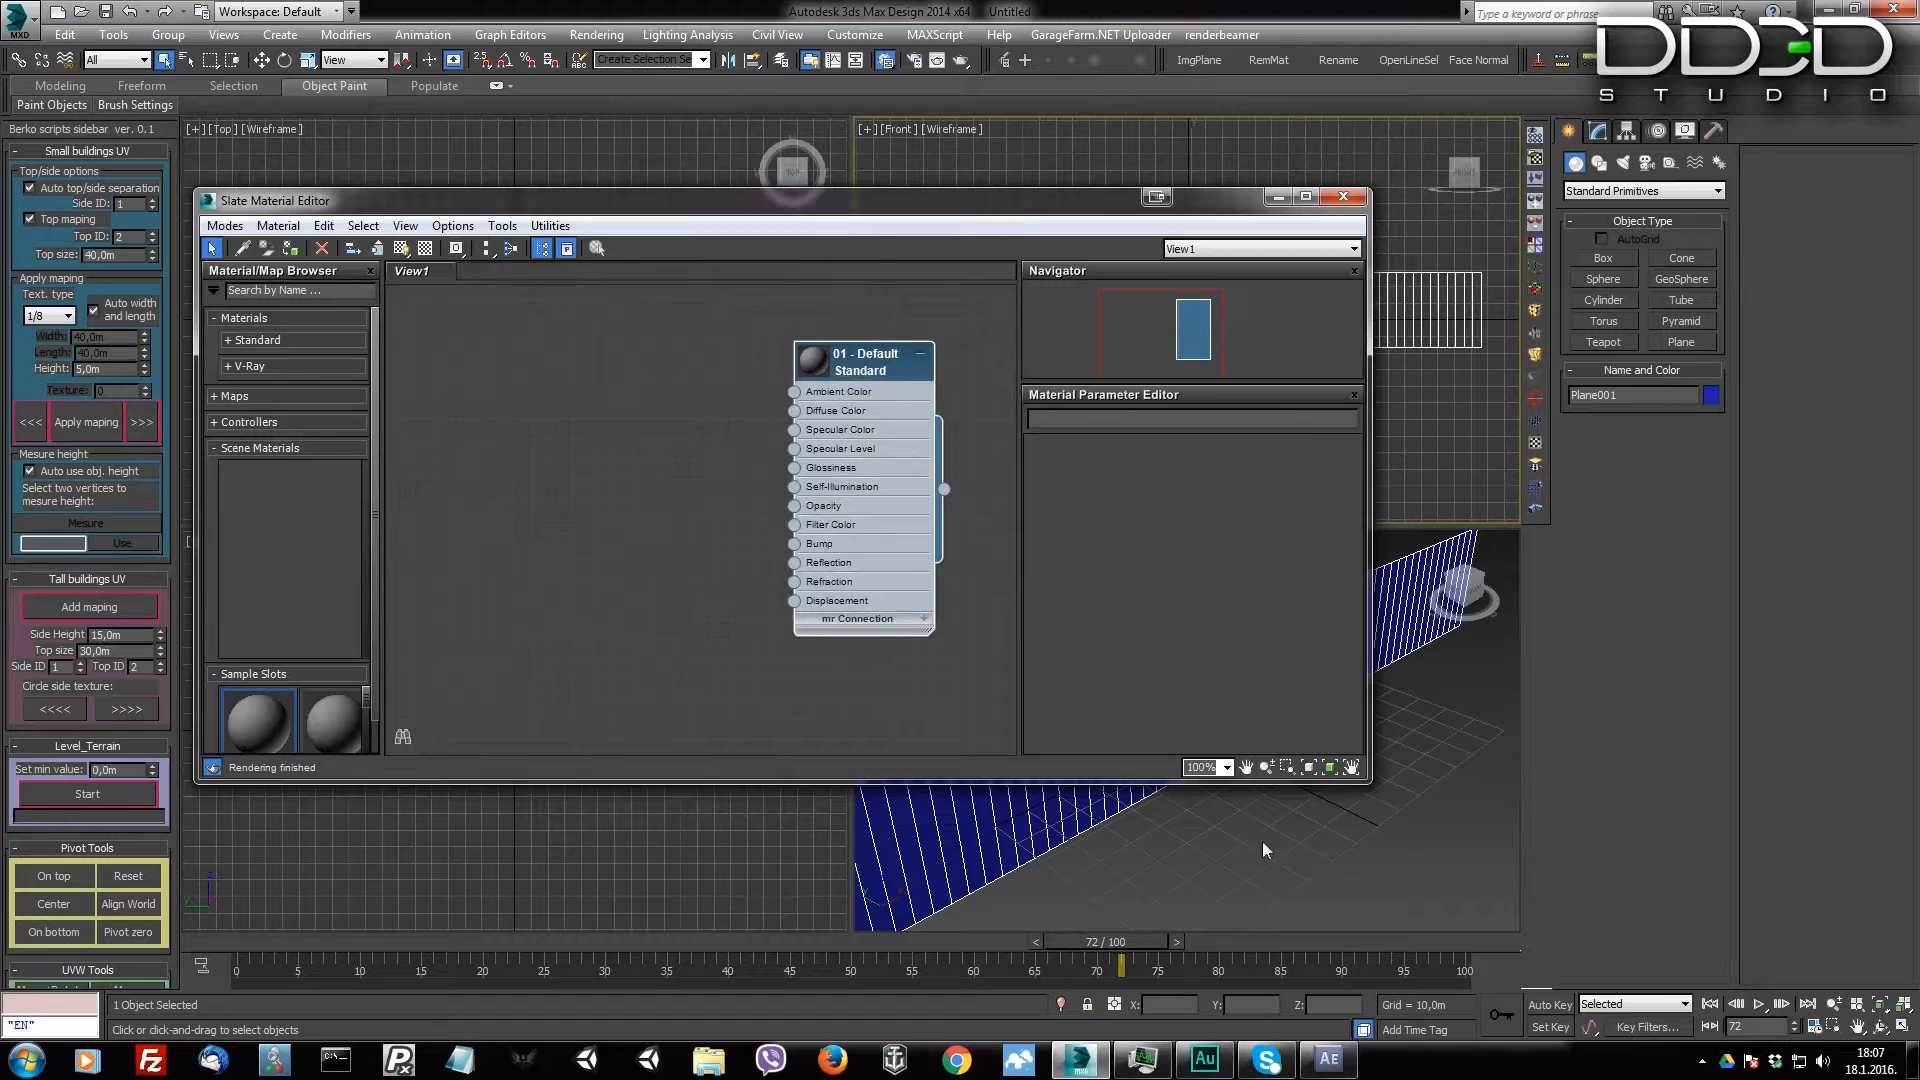 Workspace: Default
Autodesk 3ds Max Design 2014 x64 Untitled
Type a keyword or phrase
MXD
Edit Tools Group Views Create Modifiers Animation Graph Editors Rendering Lighting Analysis Civil View Customize MAXScript Help GarageFarm.NET Uploader renderbeamer
DD3D
STUDIO
All View Create Selection Se ImgPlane RemMat Rename OpenLineSel Face Normal
Modeling Freeform Selection Object Paint Populate
Paint Objects Brush Settings
Berko scripts sidebar ver. 0.1
Small buildings UV
Top/side options
Auto top/side separation
Side ID: 1
Top maping
Top ID: 2
Top size: 40,0m
Apply maping
Text. type
1/8
Auto width
and length
Width: 40,0m
Length: 40,0m
Height: 5,0m
Texture: 0
<<< Apply maping >>>
Mesure height
Auto use obj. height
Select two vertices to
mesure height:
Mesure
Use
Tall buildings UV
Add maping
Side Height 15,0m
Top size 30,0m
Side ID 1 Top ID 2
Circle side texture:
<<<< >>>>
Level_Terrain
Set min value: 0,0m
Start
Pivot Tools
On top Reset
Center Align World
On bottom Pivot zero
UVW Tools
"EN"
[+] [Top] [Wireframe]
TOP
[+] [Front] [Wireframe]
FRONT
Slate Material Editor
Modes Material Edit Select View Options Tools Utilities
View1
Material/Map Browser
Search by Name ...
- Materials
+ Standard
+ V-Ray
+ Maps
+ Controllers
- Scene Materials
- Sample Slots
View1
01 - Default
Standard
Ambient Color
Diffuse Color
Specular Color
Specular Level
Glossiness
Self-Illumination
Opacity
Filter Color
Bump
Reflection
Refraction
Displacement
mr Connection
Navigator
Material Parameter Editor
Rendering finished
100%
Standard Primitives
Object Type
AutoGrid
Box Cone
Sphere GeoSphere
Cylinder Tube
Torus Pyramid
Teapot Plane
Name and Color
Plane001
< 72 / 100 >
0 5 10 15 20 25 30 35 40 45 50 55 60 65 70 75 80 85 90 95 100
1 Object Selected
X: Y: Z: Grid = 10,0m
Auto Key Selected
Click or click-and-drag to select objects
Add Time Tag
Set Key Key Filters... 72
Au AE
18:07
18.1.2016.